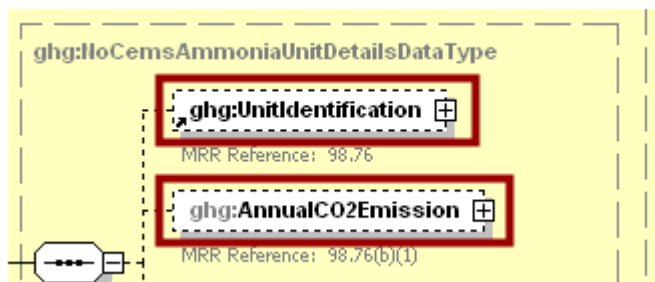 ghg:NoCemsAmmoniaUnitDetailsDataType
ghg:UnitIdentification
MRR Reference: 98.76
ghg:AnnualCO2Emission
MRR Reference: 98.76(b)(1)